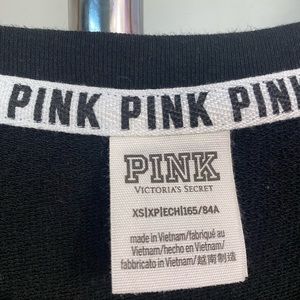 PINK PINK PINK
PINK
VICTORIA'S SECRET
XS|XP|ECH|165/84A
made in Vietnam/fabriqué au
Vietnam/hecho en Vietnam/
fabbricato in Vietnam/越南制造